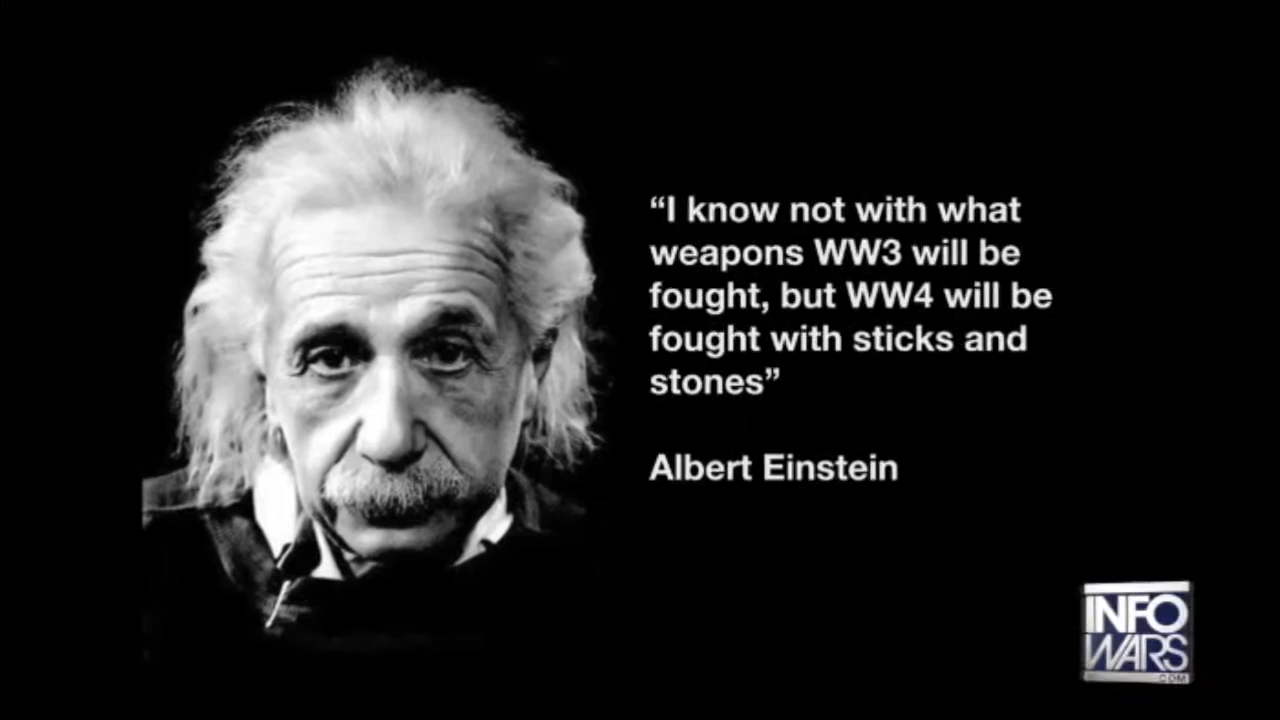 “I know not with what
weapons WW3 will be
fought, but WW4 will be
fought with sticks and
stones”
Albert Einstein
INFO
WARS
.COM